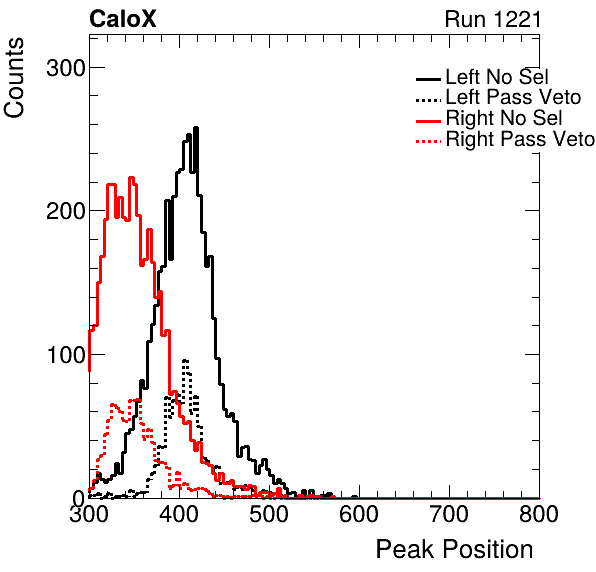 CaloX Run 1221
Counts
300
200
100
0
Left No Sel
Left Pass Veto
Right No Sel
Right Pass Veto
300 400 500 600 700 800
Peak Position